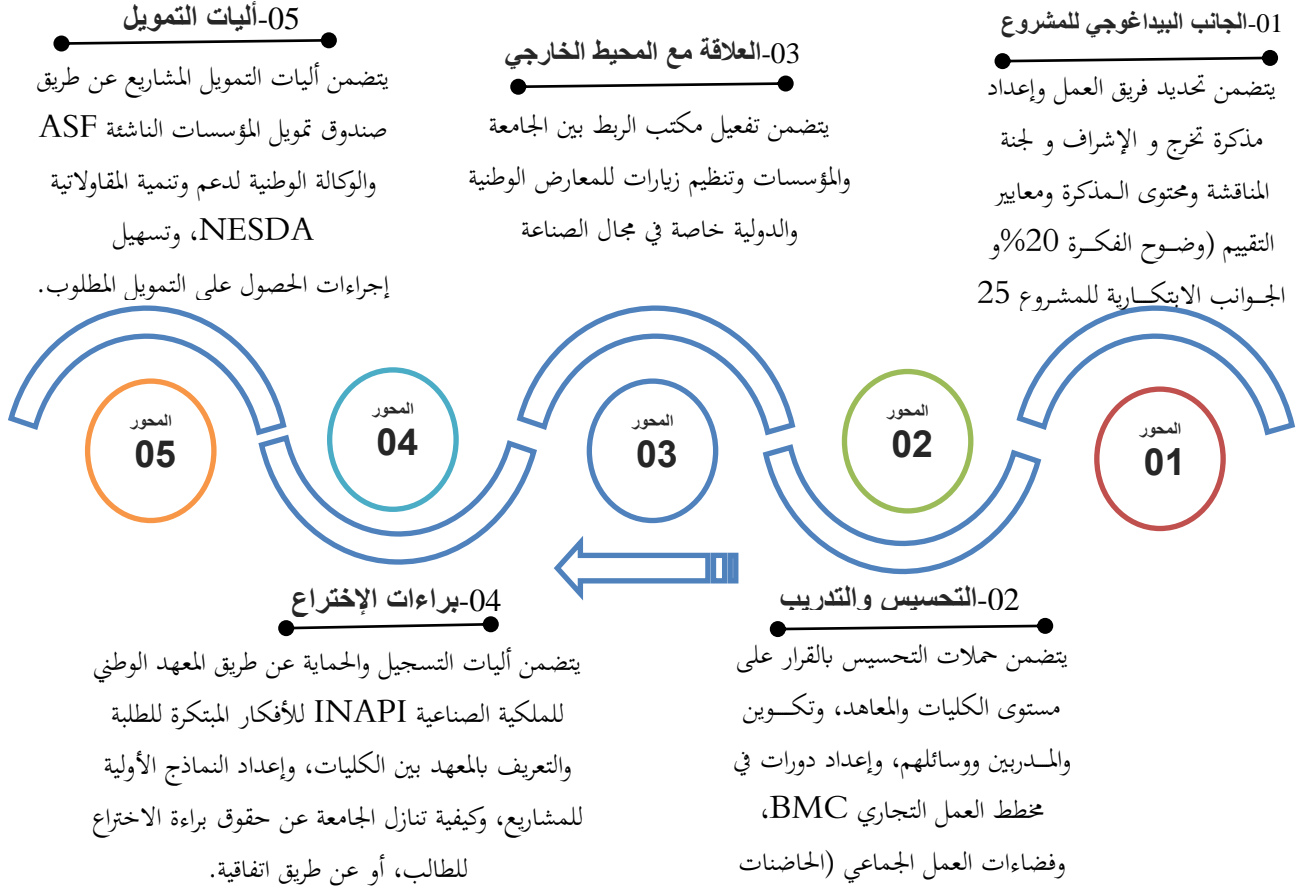 01-الجانب البيداغوجي للمشروع
يتضمن تحديد فريق العمل وإعداد
مذكرة تخرج و الإشراف و لجنة
المناقشة ومحتوى الـمذكرة ومعايير
التقييم (وضــوح الفكــرة 20%و
الجــوانب الابتكـــارية للمشروع 25
03-العلاقة مع المحيط الخارجي
يتضمن تفعيل مكتب الربط بين الجامعة
والمؤسسات وتنظيم زيارات للمعارض الوطنية
والدولية خاصة في مجال الصناعة
05-أليات التمويل
يتضمن أليات التمويل المشاريع عن طريق
صندوق تمويل المؤسسات الناشئة ASF
والوكالة الوطنية لدعم وتنمية المقاولاتية
NESDA، وتسهيل
إجراءات الحصول على التمويل المطلوب.
المحور
01
المحور
02
المحور
03
المحور
04
المحور
05
02-التحسيس والتدريب
يتضمن حملات التحسيس بالقرار على
مستوى الكليات والمعاهد، وتكـــوين
والمــدربين ووسائلهم، وإعداد دورات في
مخطط العمل التجاري BMC،
وفضاءات العمل الجماعي (الحاضنات
04-براءات الإختراع
يتضمن أليات التسجيل والحماية عن طريق المعهد الوطني
للملكية الصناعية INAPI للأفكار المبتكرة للطلبة
والتعريف بالمعهد بين الكليات، وإعداد النماذج الأولية
للمشاريع، وكيفية تنازل الجامعة عن حقوق براءة الاختراع
للطالب، أو عن طريق اتفاقية.